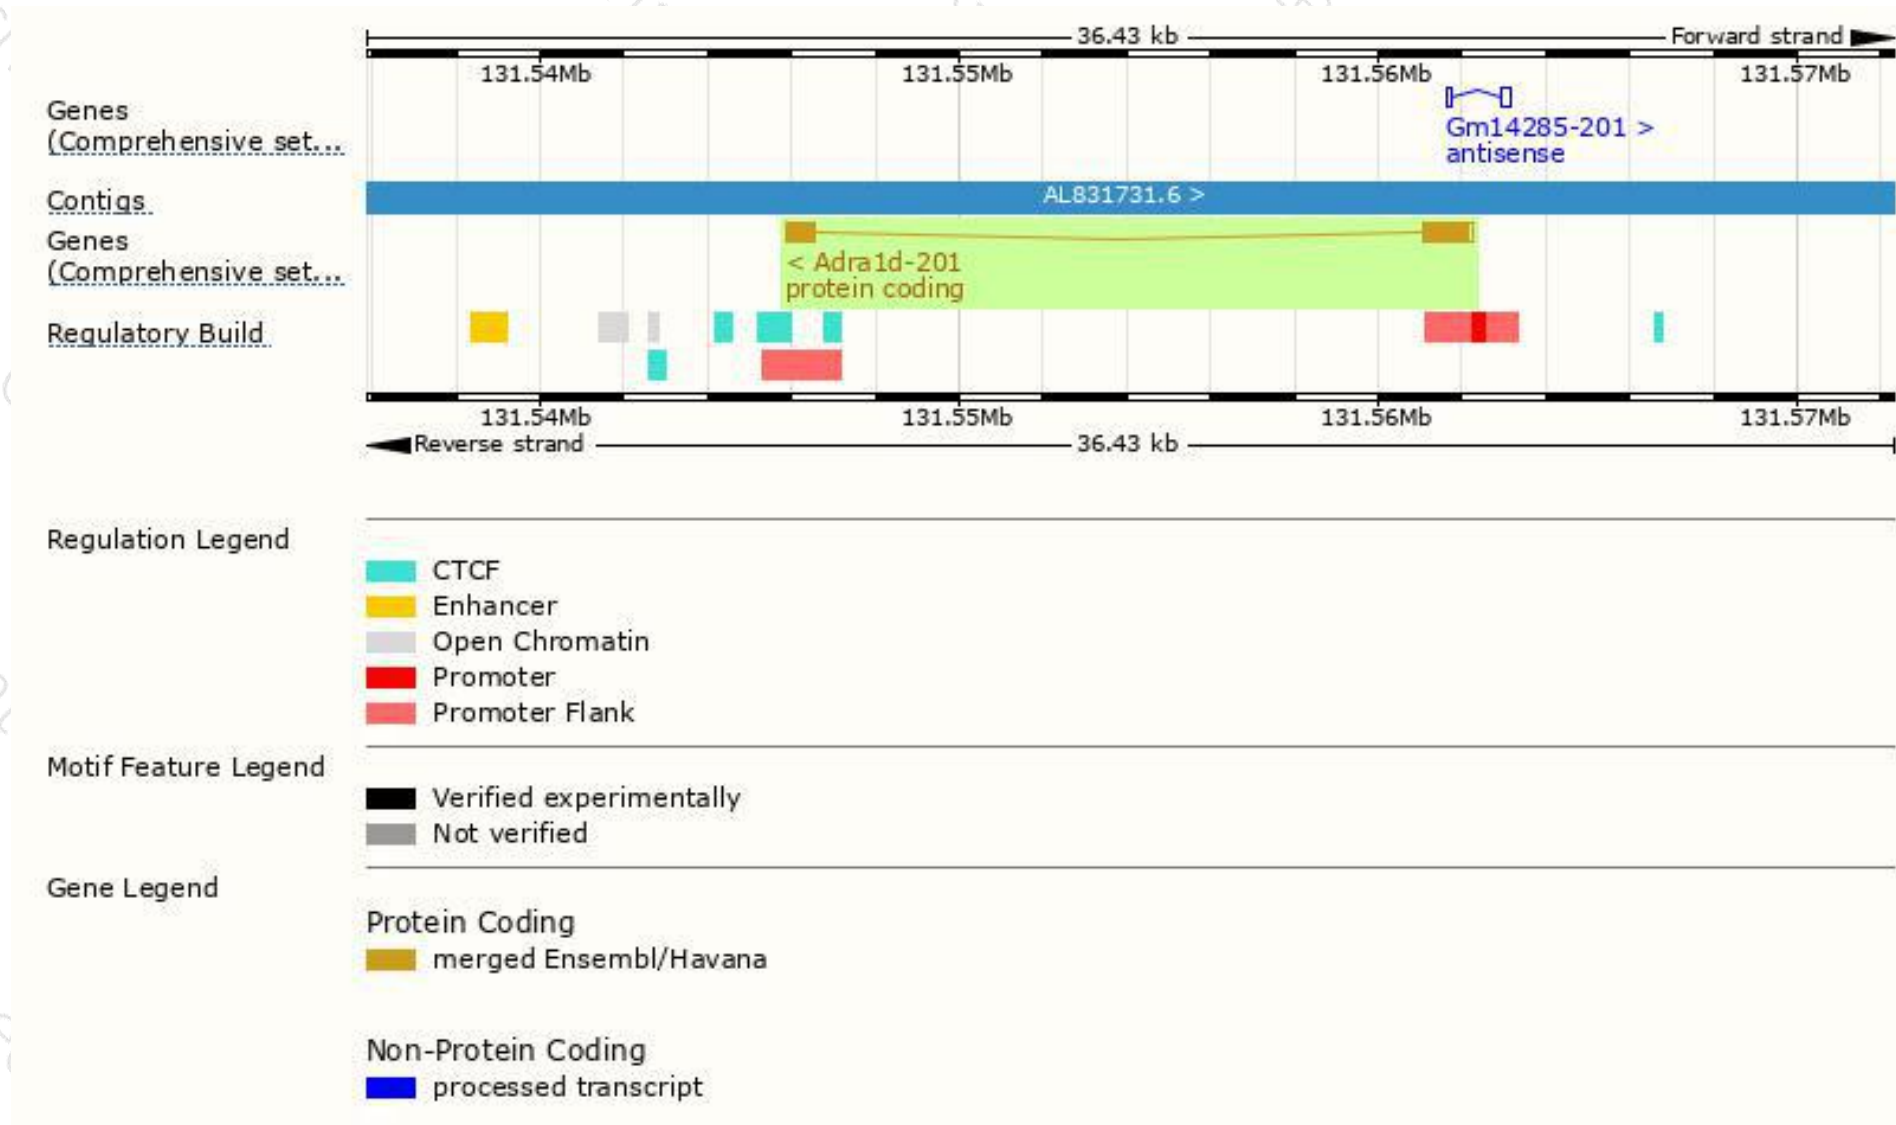 36.43 kb
Forward strand
131.54Mb 131.55Mb 131.56Mb 131.57Mb
Genes
(Comprehensive set...
Gm14285-201 >
antisense
Contigs
AL831731.6 >
Genes
(Comprehensive set...
< Adra1d-201
protein coding
Regulatory Build
131.54Mb 131.55Mb 131.56Mb 131.57Mb
Reverse strand
36.43 kb
Regulation Legend
CTCF
Enhancer
Open Chromatin
Promoter
Promoter Flank
Motif Feature Legend
Verified experimentally
Not verified
Gene Legend
Protein Coding
merged Ensembl/Havana
Non-Protein Coding
processed transcript